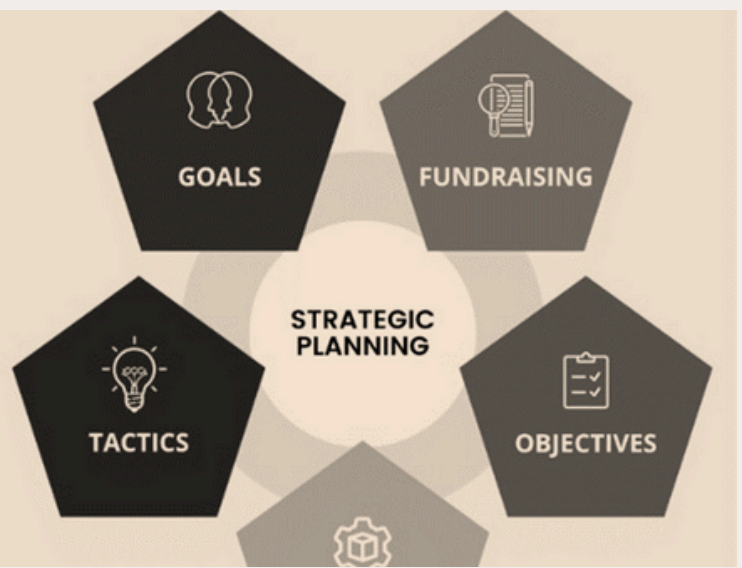 GOALS
FUNDRAISING
STRATEGIC
PLANNING
TACTICS
OBJECTIVES